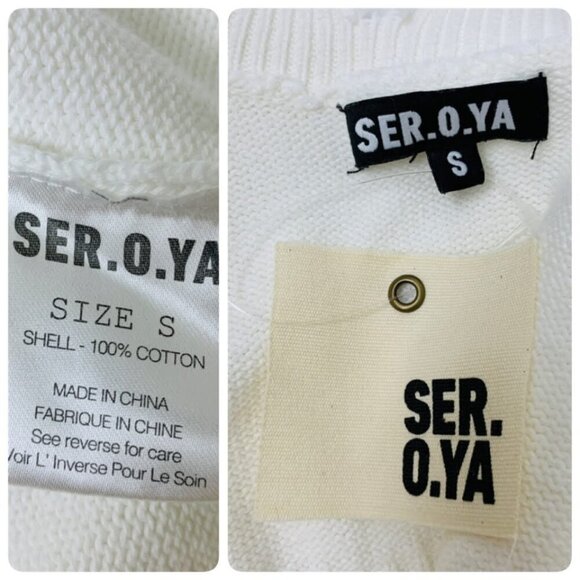 SER.O.YA
SIZE S
SHELL - 100% COTTON
MADE IN CHINA
FABRIQUE IN CHINE
See reverse for care
Voir L' Inverse Pour Le Soin
SER.O.YA
S
SER.
O.YA